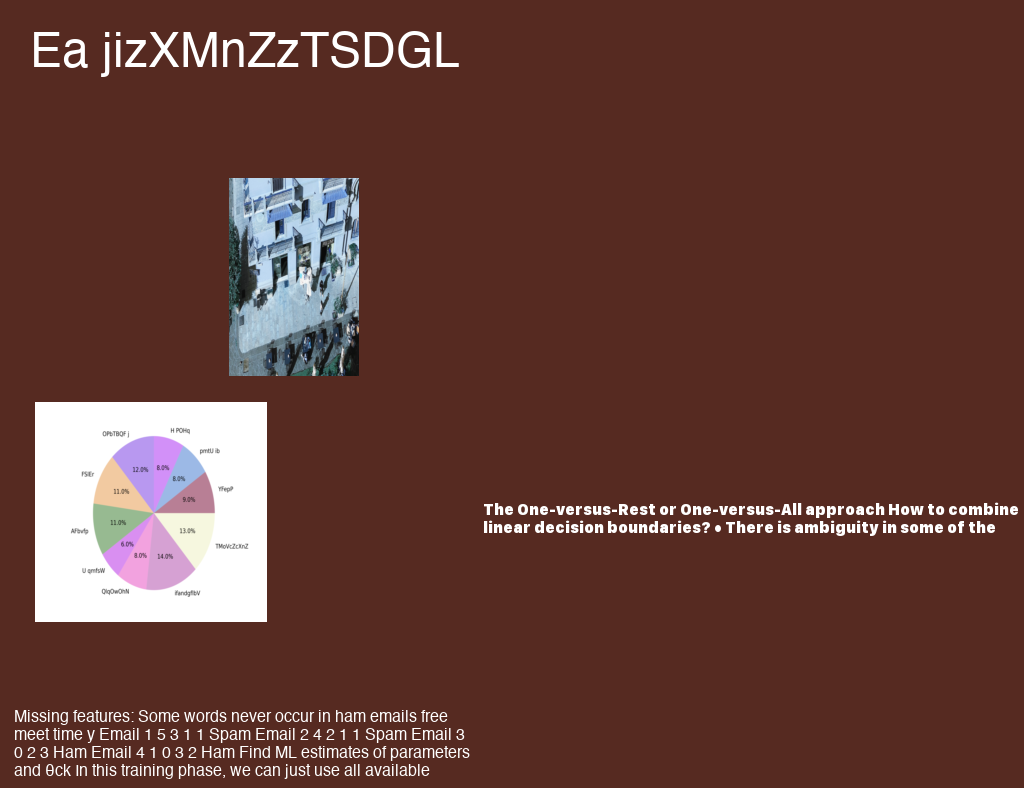 Ea jizXMnZzTSDGL
OPbTBQF j
H POHq
pmtU ib
FSIEr
YFepP
12.0%
8.0%
8.0%
11.0%
9.0%
11.0%
13.0%
AFbvfp
6.0%
8.0%
14.0%
TMoVcZcXnZ
U qmfsW
QlqOwOhN
The One-versus-Rest or One-versus-All approach How to combine
linear decision boundaries? • There is ambiguity in some of the
Missing features: Some words never occur in ham emails free
meet time y Email 1 5 3 1 1 Spam Email 2 4 2 1 1 Spam Email 3
0 2 3 Ham Email 4 1 0 3 2 Ham Find ML estimates of parameters
and θck In this training phase, we can just use all available